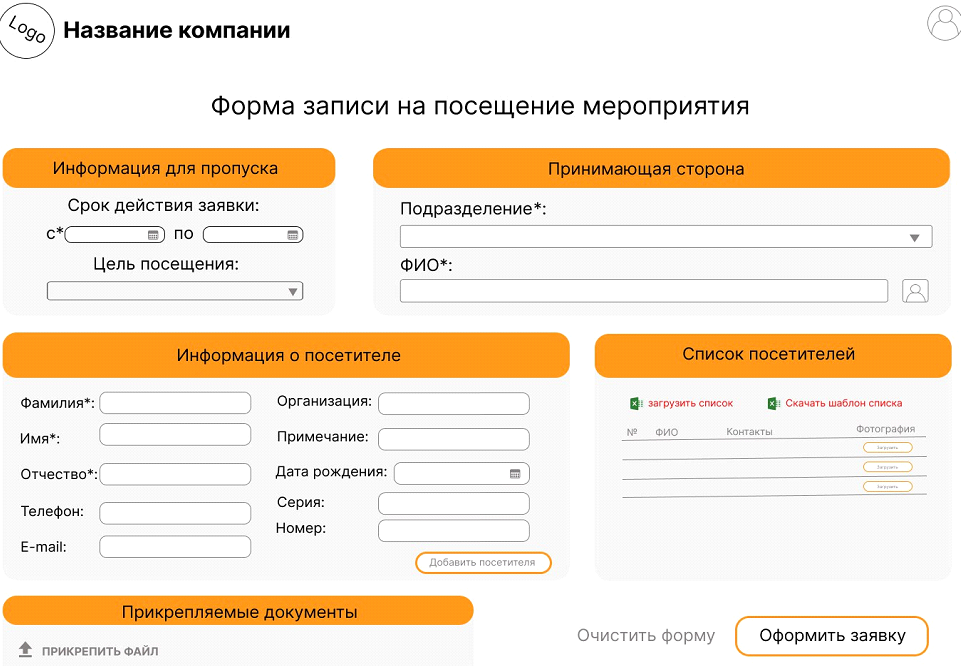 Logo Название компании
Форма записи на посещение мероприятия
Информация для пропуска
Срок действия заявки:
с* по
Цель посещения:
Принимающая сторона
Подразделение*:
ФИО*:
Информация о посетителе
Фамилия*:
Имя*:
Отчество*:
Телефон:
E-mail:
Организация:
Примечание:
Дата рождения:
Серия:
Номер:
Добавить посетителя
Список посетителей
загрузить список Скачать шаблон списка
№ ФИО Контакты Фотография
Загрузить
Загрузить
Загрузить
Прикрепляемые документы
ПРИКРЕПИТЬ ФАЙЛ
Очистить форму Оформить заявку